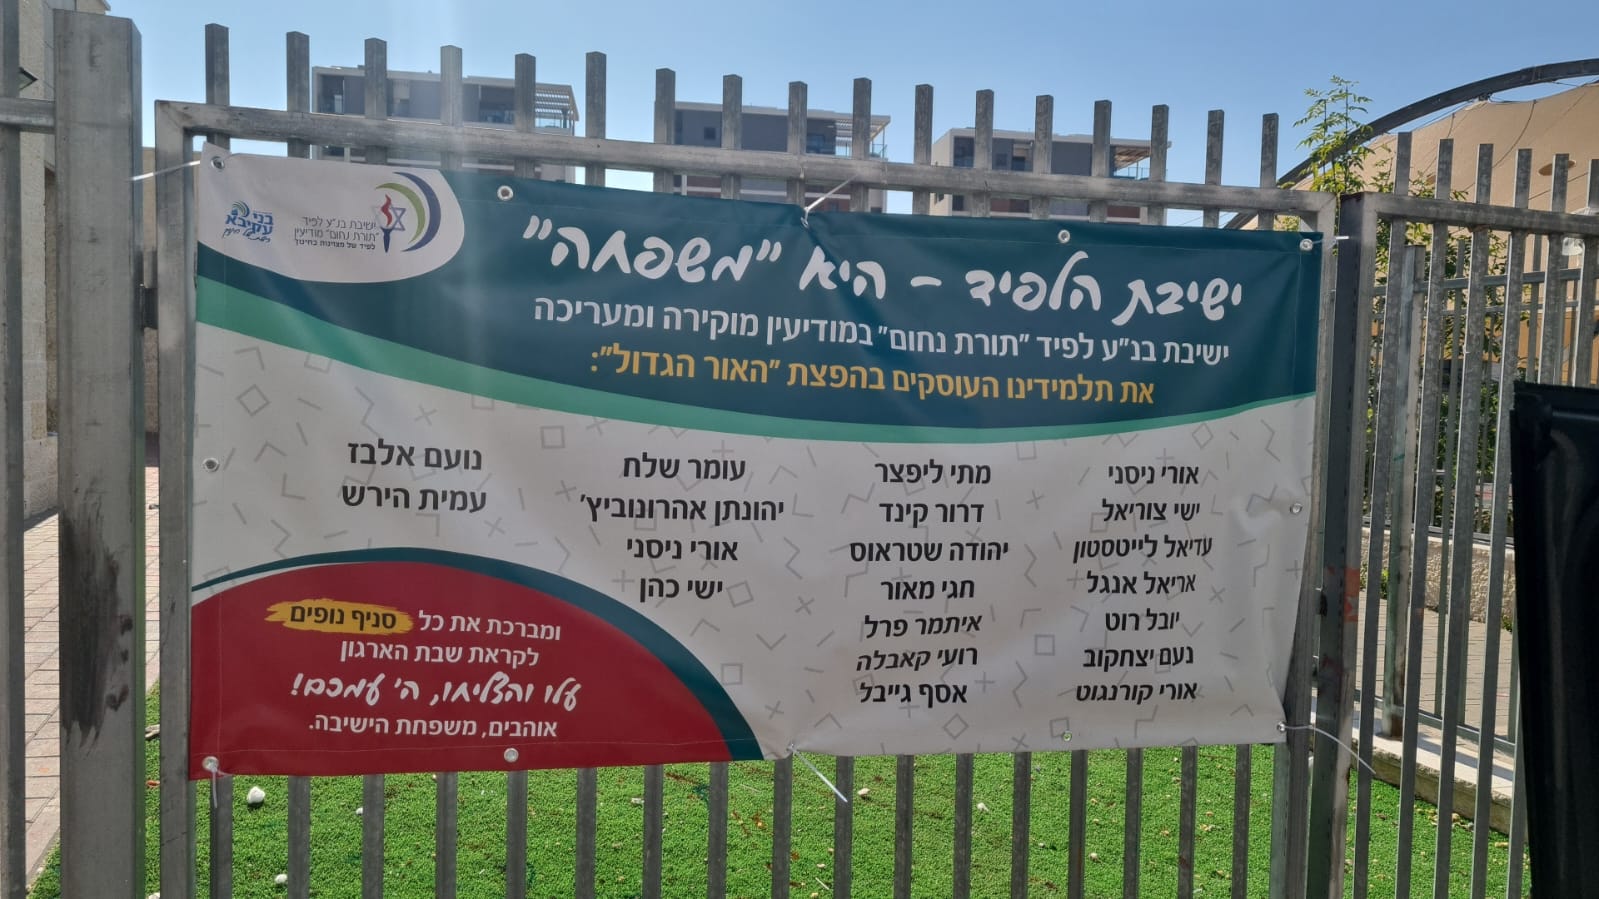 בני
עקיבא
ישיבת בנ"ע לפיד
"תורת נחום" מודיעין
לפיד של מצוינות בחינוך
ישיבת הלפיד - היא "משפחה"
ישיבת בנ"ע לפיד "תורת נחום" במודיעין מוקירה ומעריכה
את תלמידינו העוסקים בהפצת "האור הגדול":
אורי ניסני
ישי צוריאל
עדיאל לייטסטון
אריאל אנגל
יובל רוט
נעם יצחקוב
אורי קורנגוט
מתי ליפצר
דרור קינד
יהודה שטראוס
חגי מאור
איתמר פרל
רועי קאבלה
אסף גייבל
עומר שלח
יהונתן אהרונוביץ'
אורי ניסני
ישי כהן
נועם אלבז
עמית הירש
ומברכת את כל סניף נופים
לקראת שבת הארגון
עלו והצליחו, ה' עמכם!
אוהבים, משפחת הישיבה.